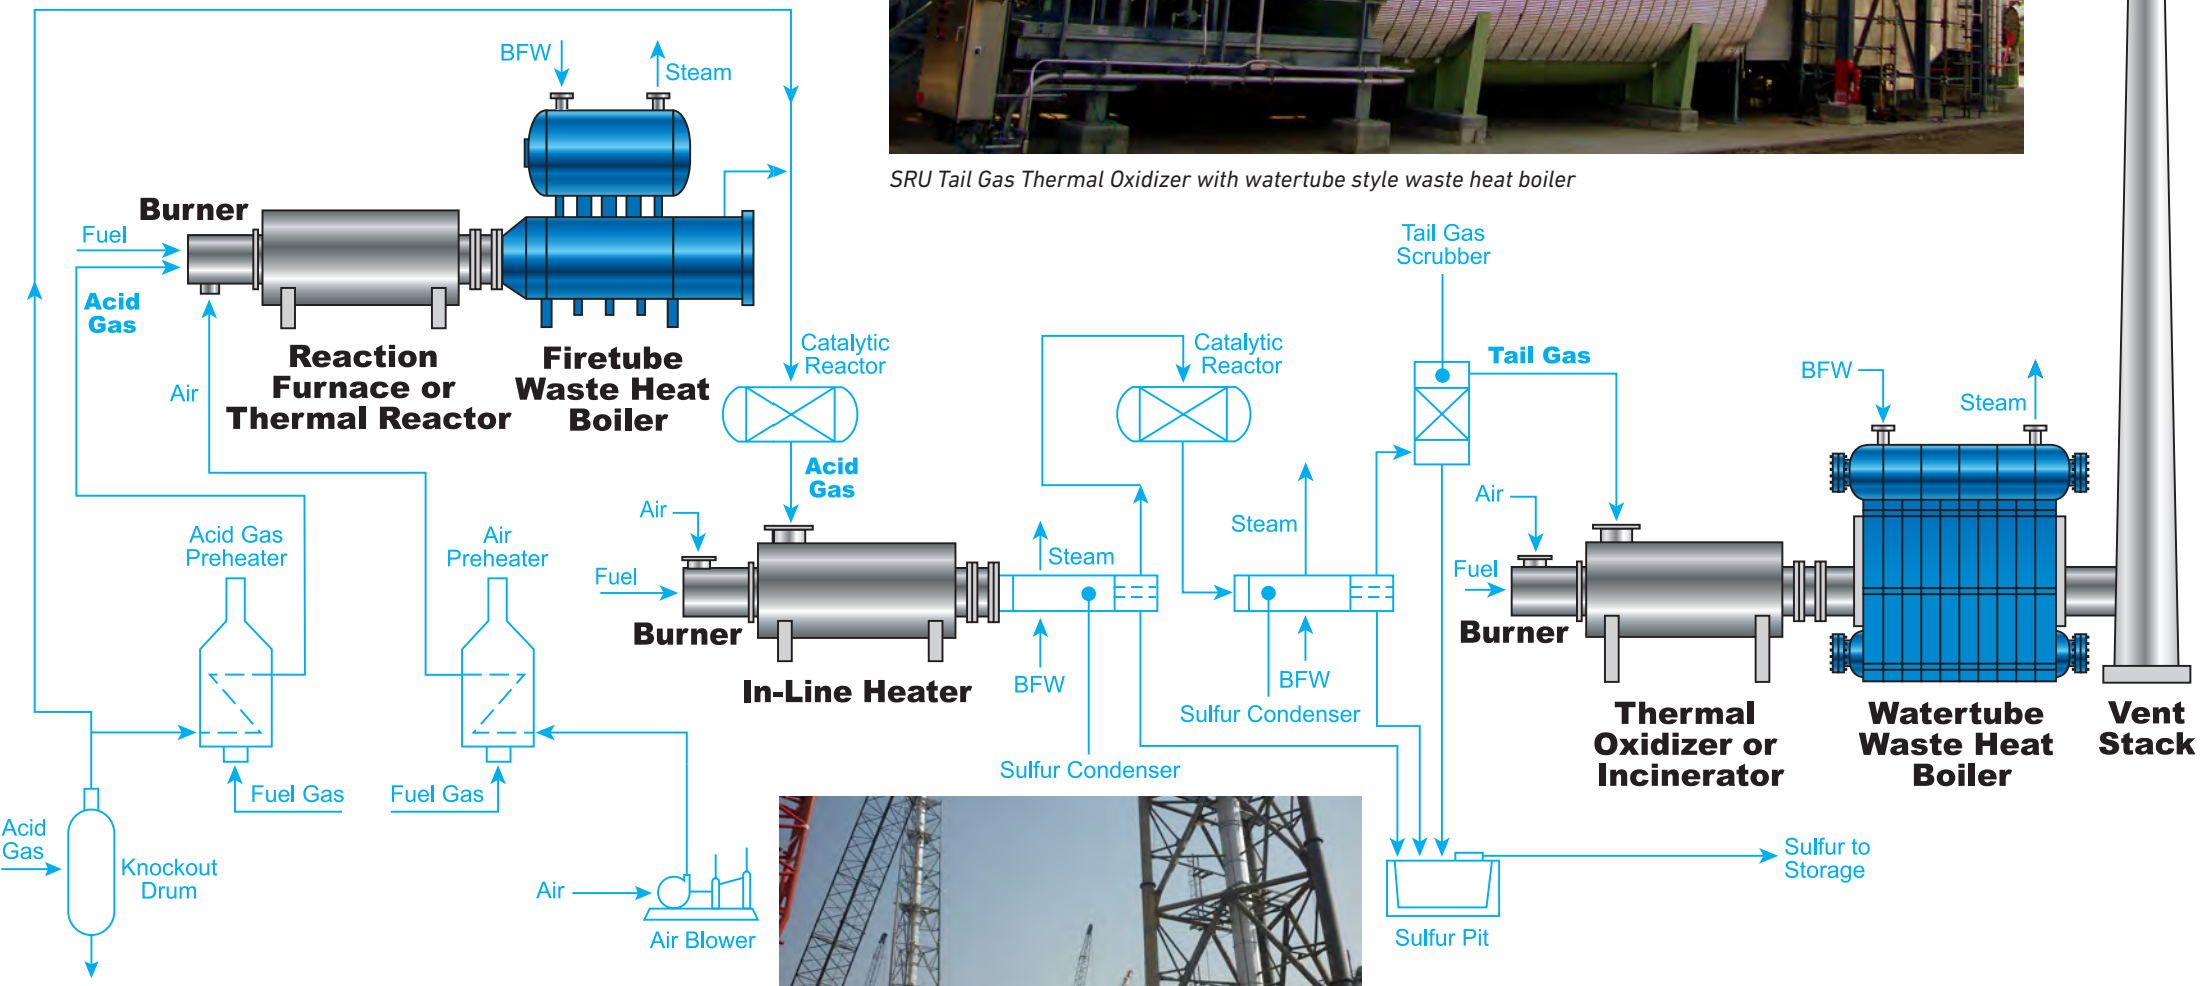 BFW
Steam
SRU Tail Gas Thermal Oxidizer with watertube style waste heat boiler
Burner
Fuel
Acid
Gas
Air
Reaction
Furnace or
Thermal Reactor
Firetube
Waste Heat
Boiler
Catalytic
Reactor
Acid
Gas
Acid Gas
Preheater
Air
Preheater
Fuel Gas
Fuel Gas
Acid
Gas
Knockout
Drum
Air
Air Blower
Air
Fuel
Burner
In-Line Heater
Steam
BFW
Sulfur Condenser
Catalytic
Reactor
Steam
BFW
Sulfur Condenser
Tail Gas
Scrubber
Tail Gas
Air
Fuel
Burner
Thermal
Oxidizer or
Incinerator
BFW
Steam
Watertube
Waste Heat
Boiler
Vent
Stack
Sulfur to
Storage
Sulfur Pit